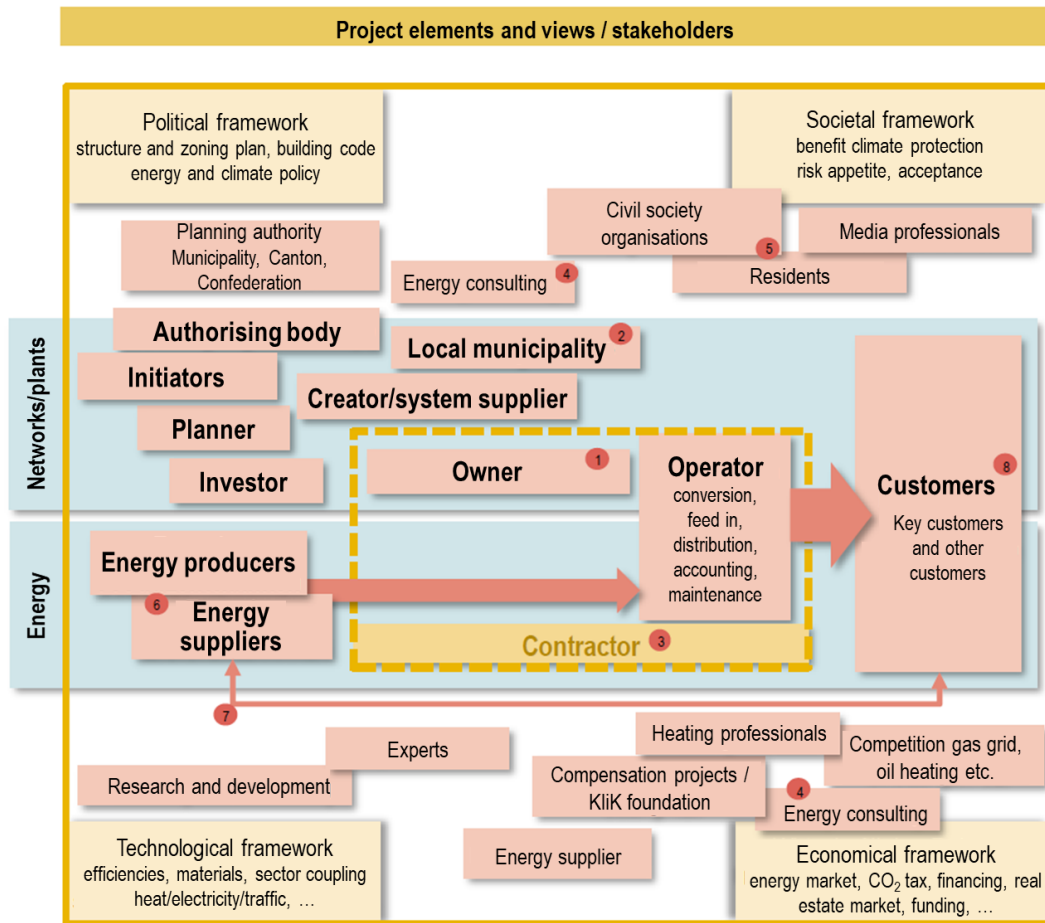 Project elements and views / stakeholders
Political framework
structure and zoning plan, building code
energy and climate policy
Societal framework
benefit climate protection
risk appetite, acceptance
Planning authority
Municipality, Canton,
Confederation
Energy consulting
4
Civil society
organisations
5
Media professionals
Residents
Networks/plants
Authorising body
Initiators
Planner
Investor
Local municipality
2
Creator/system supplier
Owner
1
Operator
conversion,
feed in,
distribution,
accounting,
maintenance
Customers
8
Key customers
and other
customers
Energy
Energy producers
6
Energy
suppliers
Contractor
3
7
Experts
Research and development
Heating professionals
Competition gas grid,
oil heating etc.
Compensation projects /
KliK foundation
4
Energy consulting
Energy supplier
Technological framework
efficiencies, materials, sector coupling
heat/electricity/traffic, …
Economical framework
energy market, CO₂ tax, financing, real
estate market, funding, …